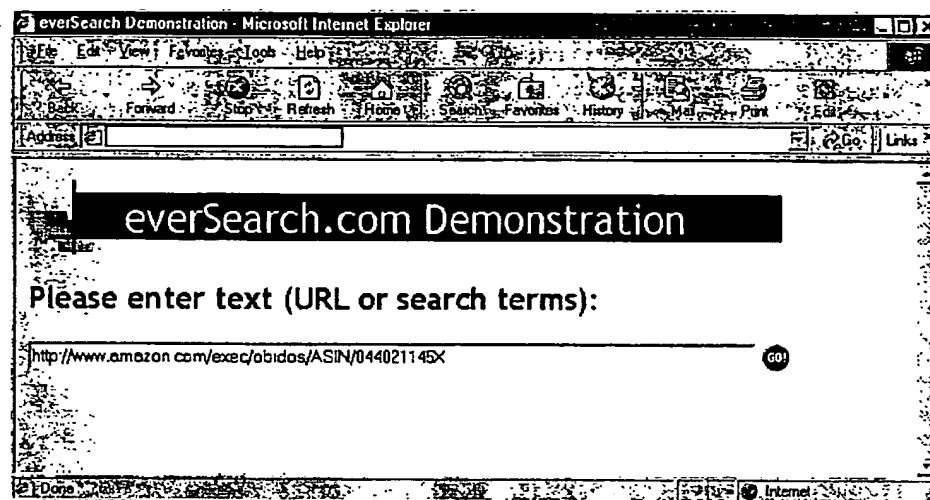 everSearch Demonstration - Microsoft Internet Explorer
File Edit View Favorites Tools Help
Back Forward Stop Refresh Home Search Favorites History Mail Print Edit
Address Go Links
everSearch.com Demonstration
Please enter text (URL or search terms):
http://www.amazon.com/exec/obidos/ASIN/044021145X GO!
Done Internet